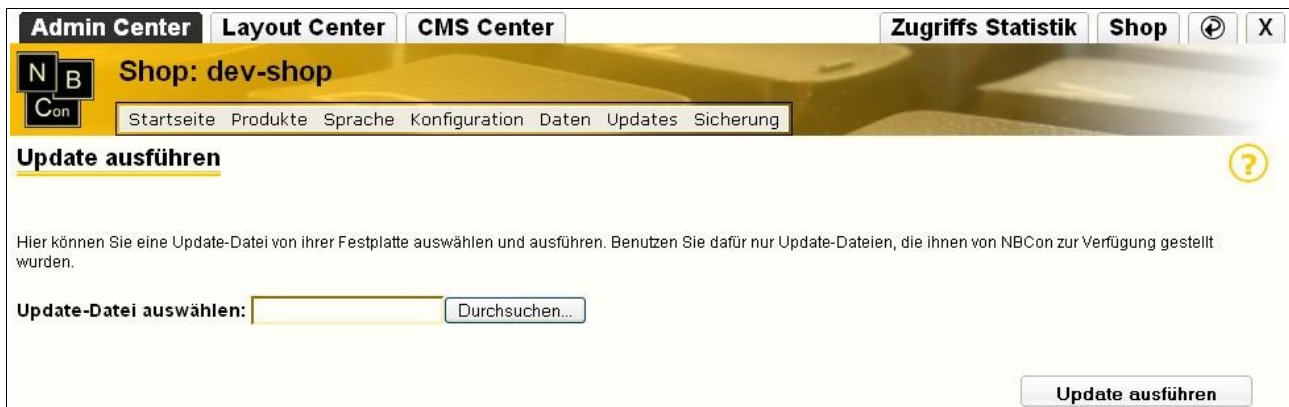 Admin Center Layout Center CMS Center Zugriffs Statistik Shop X
N B Con
Shop: dev-shop
Startseite Produkte Sprache Konfiguration Daten Updates Sicherung
Update ausführen ?
Hier können Sie eine Update-Datei von ihrer Festplatte auswählen und ausführen. Benutzen Sie dafür nur Update-Dateien, die ihnen von NBCon zur Verfügung gestellt
wurden.
Update-Datei auswählen: Durchsuchen...
Update ausführen